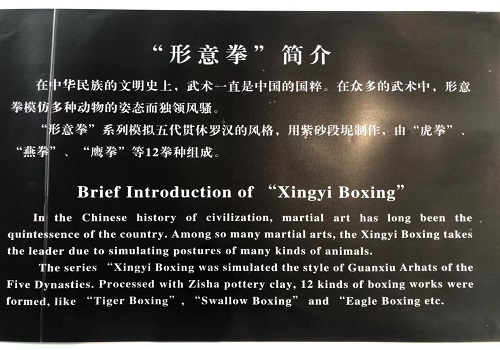 “形意拳”简介
在中华民族的文明史上，武术一直是中国的国粹。在众多的武术中，形意
拳模仿多种动物的姿态而独领风骚。
“形意拳”系列模拟五代贯休罗汉的风格，用紫砂段坭制作，由“虎拳”、
“燕拳”、“鹰拳”等12拳种组成。
Brief Introduction of “Xingyi Boxing”
In the Chinese history of civilization, martial art has long been the
quintessence of the country. Among so many martial arts, the Xingyi Boxing takes
the leader due to simulating postures of many kinds of animals.
The series “Xingyi Boxing was simulated the style of Guanxiu Arhats of the
Five Dynasties. Processed with Zisha pottery clay, 12 kinds of boxing works were
formed, like “Tiger Boxing”, “Swallow Boxing” and “Eagle Boxing etc.